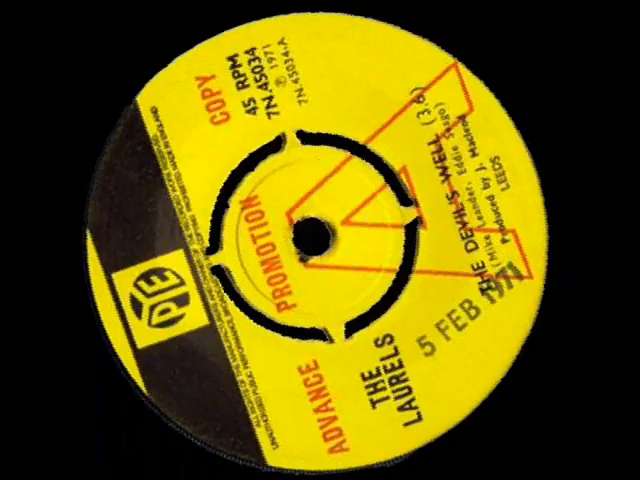 PYE
ADVANCE
PROMOTION
COPY
45 RPM
7N.45034
℗ 1971
7N.45034-A
THE DEVIL'S WELL (3.6)
(Mike Leander, Eddie Seago)
Produced by J. Macleod
LEEDS
THE
LAURELS
5 FEB 1971